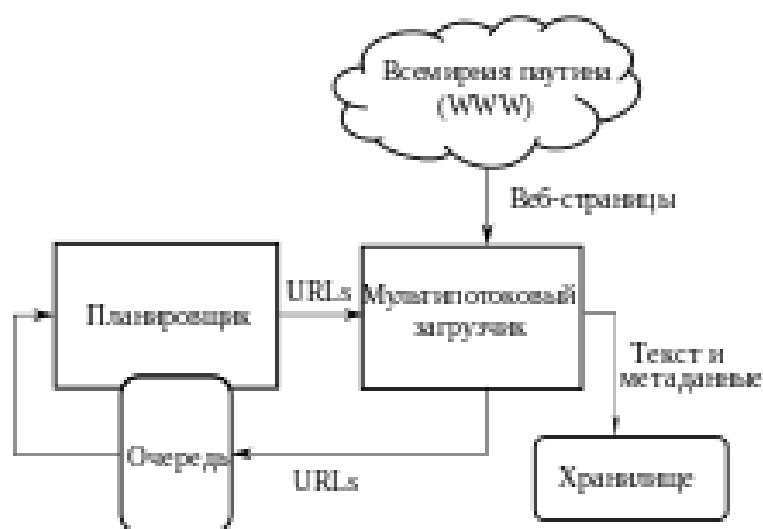 Всемирная паутина
(WWW)
Веб-страницы
Планировщик
URLs
Мультипотоковый
загрузчик
Текст и
метаданные
Очередь
URLs
Хранилище